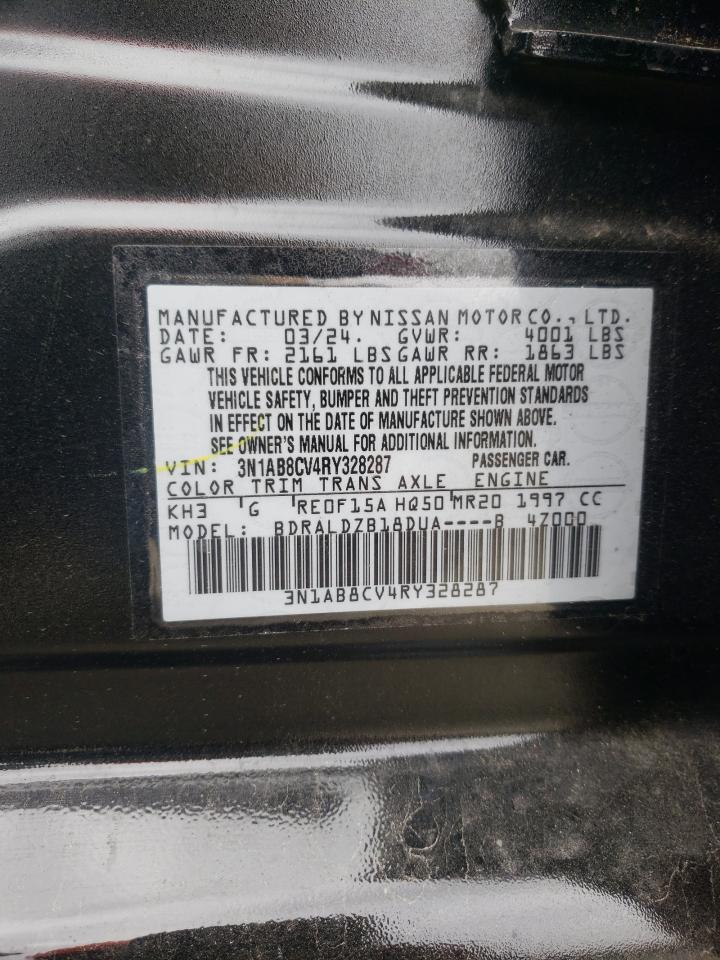 MANUFACTURED BY NISSAN MOTOR CO., LTD.
DATE: 03/24. GVWR: 4001 LBS
GAWR FR: 2161 LBS GAWR RR: 1863 LBS
THIS VEHICLE CONFORMS TO ALL APPLICABLE FEDERAL MOTOR
VEHICLE SAFETY, BUMPER AND THEFT PREVENTION STANDARDS
IN EFFECT ON THE DATE OF MANUFACTURE SHOWN ABOVE.
SEE OWNER'S MANUAL FOR ADDITIONAL INFORMATION.
VIN: 3N1AB8CV4RY328287 PASSENGER CAR.
COLOR TRIM TRANS AXLE ENGINE
KH3 G RE0F15A HQ50 MR20 1997 CC
MODEL: BDRALDZB18DUA----B 4Z000
3N1AB8CV4RY328287